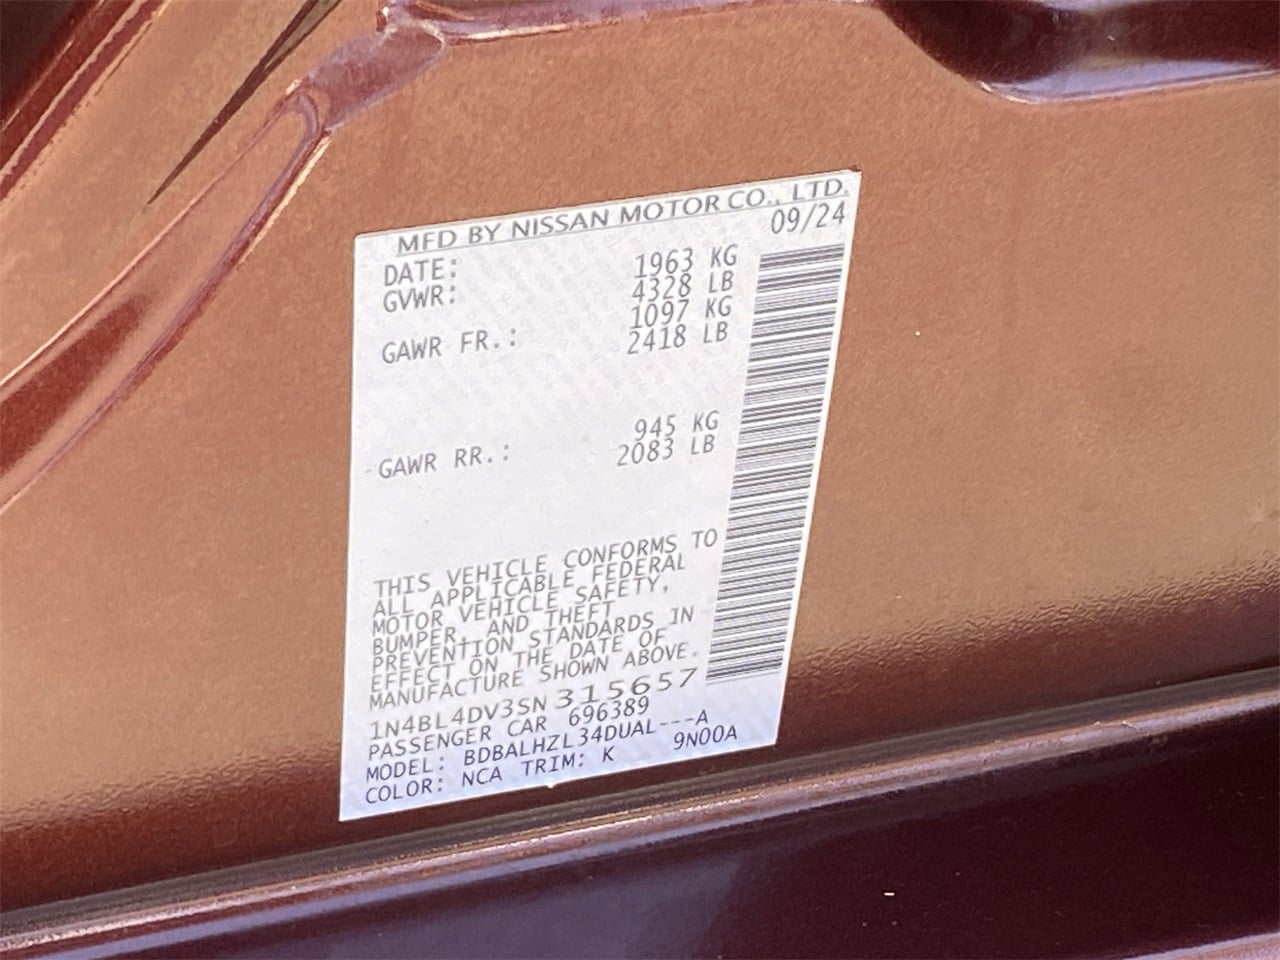 MFD BY NISSAN MOTOR CO., LTD.
DATE: 09/24
GVWR: 1963 KG
4328 LB
GAWR FR.: 1097 KG
2418 LB
GAWR RR.: 945 KG
2083 LB
THIS VEHICLE CONFORMS TO
ALL APPLICABLE FEDERAL
MOTOR VEHICLE SAFETY,
BUMPER, AND THEFT
PREVENTION STANDARDS IN
EFFECT ON THE DATE OF
MANUFACTURE SHOWN ABOVE.
1N4BL4DV3SN315657
PASSENGER CAR 696389
MODEL: BDBALHZL34DUAL---A
COLOR: NCA TRIM: K 9N00A